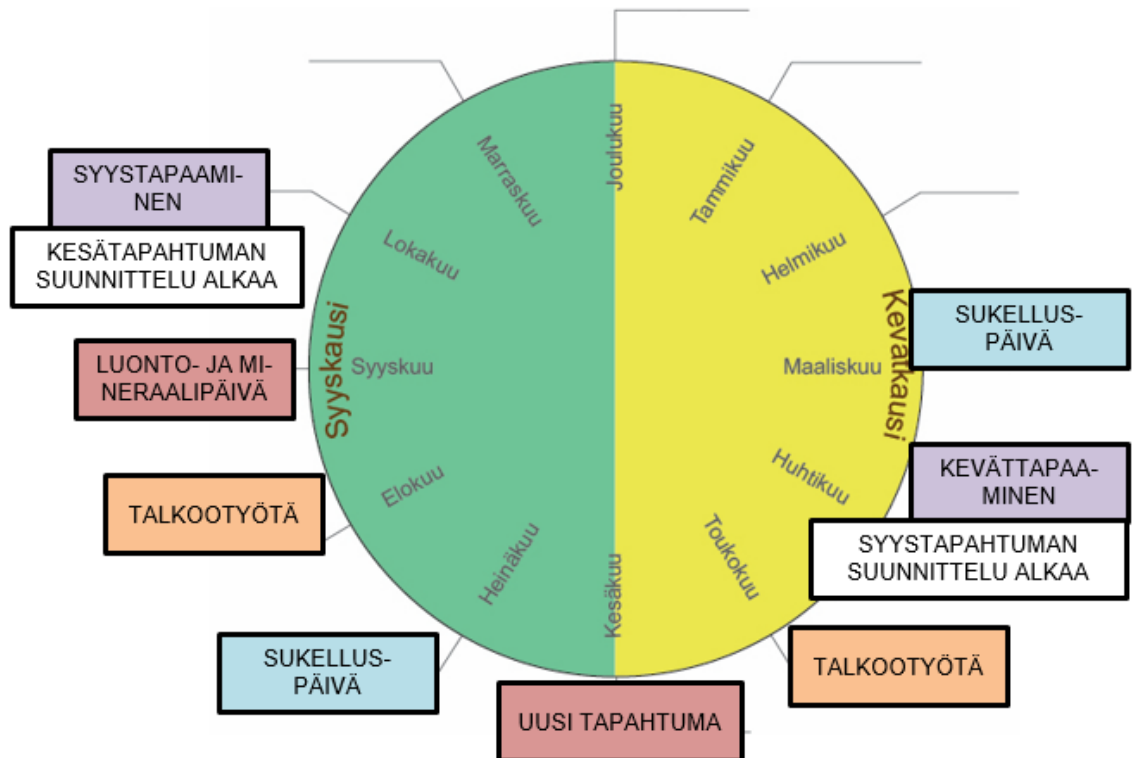 Joulukuu
Tammikuu
Helmikuu
Maaliskuu
Huhtikuu
Toukokuu
Kesäkuu
Heinäkuu
Elokuu
Syyskuu
Lokakuu
Marraskuu
Syyskausi
Kevätkausi
SYYSTAPAAMI-
NEN
KESÄTAPAHTUMAN
SUUNNITTELU ALKAA
LUONTO- JA MI-
NERAALIPÄIVÄ
TALKOOTYÖTÄ
SUKELLUS-
PÄIVÄ
UUSI TAPAHTUMA
TALKOOTYÖTÄ
KEVÄTTAPAA-
MINEN
SYYSTAPAHTUMAN
SUUNNITTELU ALKAA
SUKELLUS-
PÄIVÄ